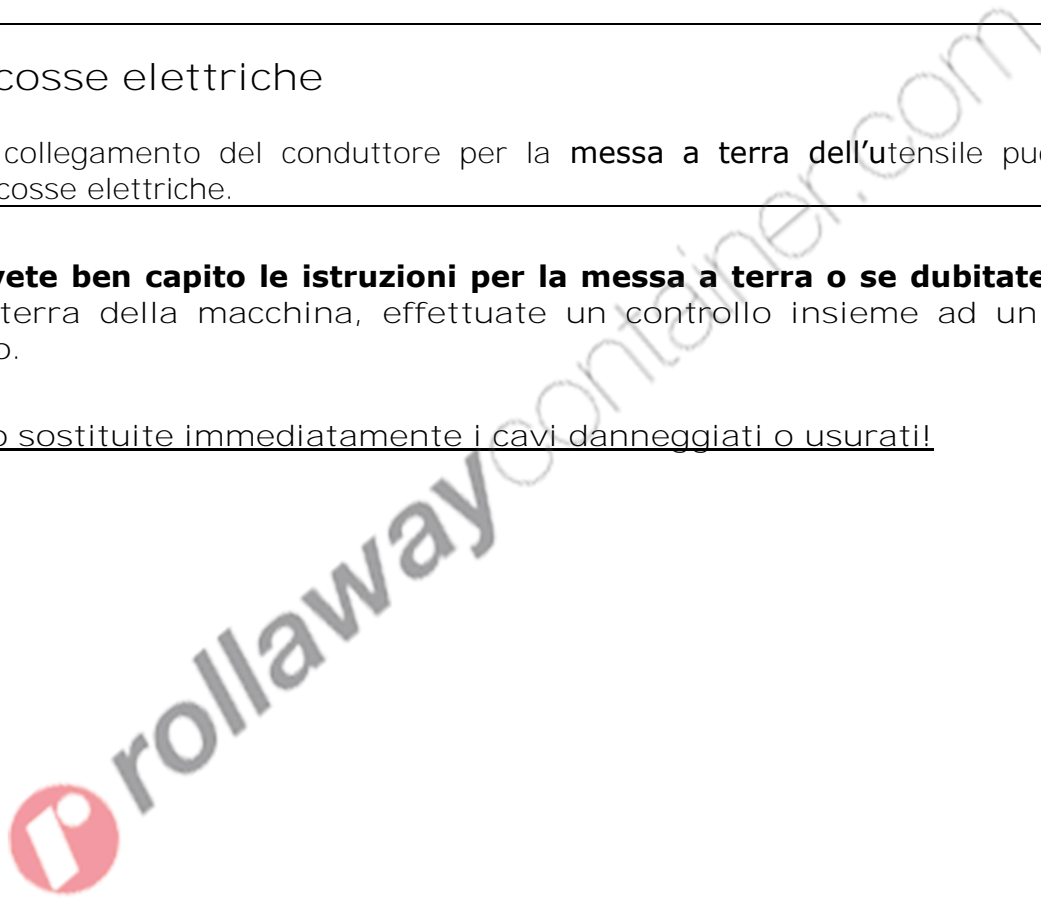 cosse elettriche
collegamento del conduttore per la messa a terra dell'utensile pu
cosse elettriche.
vete ben capito le istruzioni per la messa a terra o se dubitate
terra della macchina, effettuate un controllo insieme ad un
o.
o sostituite immediatamente i cavi danneggiati o usurati!
rollawaycontainer.com